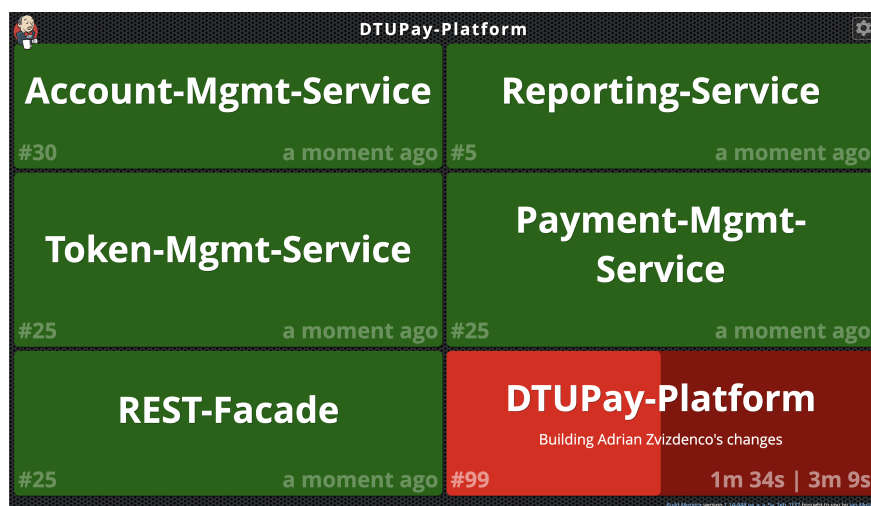 DTUPay-Platform
Account-Mgmt-Service
#30 a moment ago
Reporting-Service
#5 a moment ago
Token-Mgmt-Service
#25 a moment ago
Payment-Mgmt-
Service
#25 a moment ago
REST-Facade
#25 a moment ago
DTUPay-Platform
Building Adrian Zvizdenco's changes
#99 1m 34s | 3m 9s